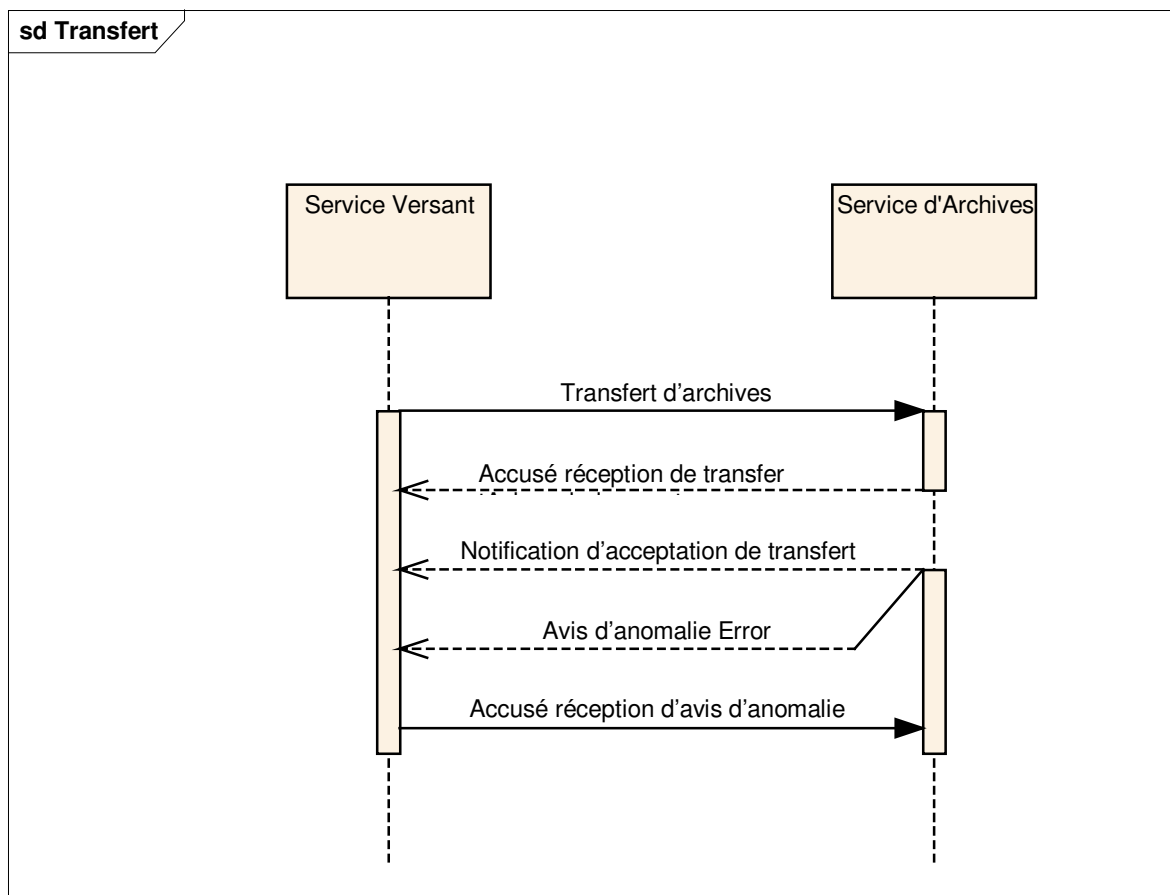 sd Transfert
Service Versant
Service d'Archives
Transfert d’archives
Accusé réception de transfer
Notification d’acceptation de transfert
Avis d’anomalie Error
Accusé réception d’avis d’anomalie